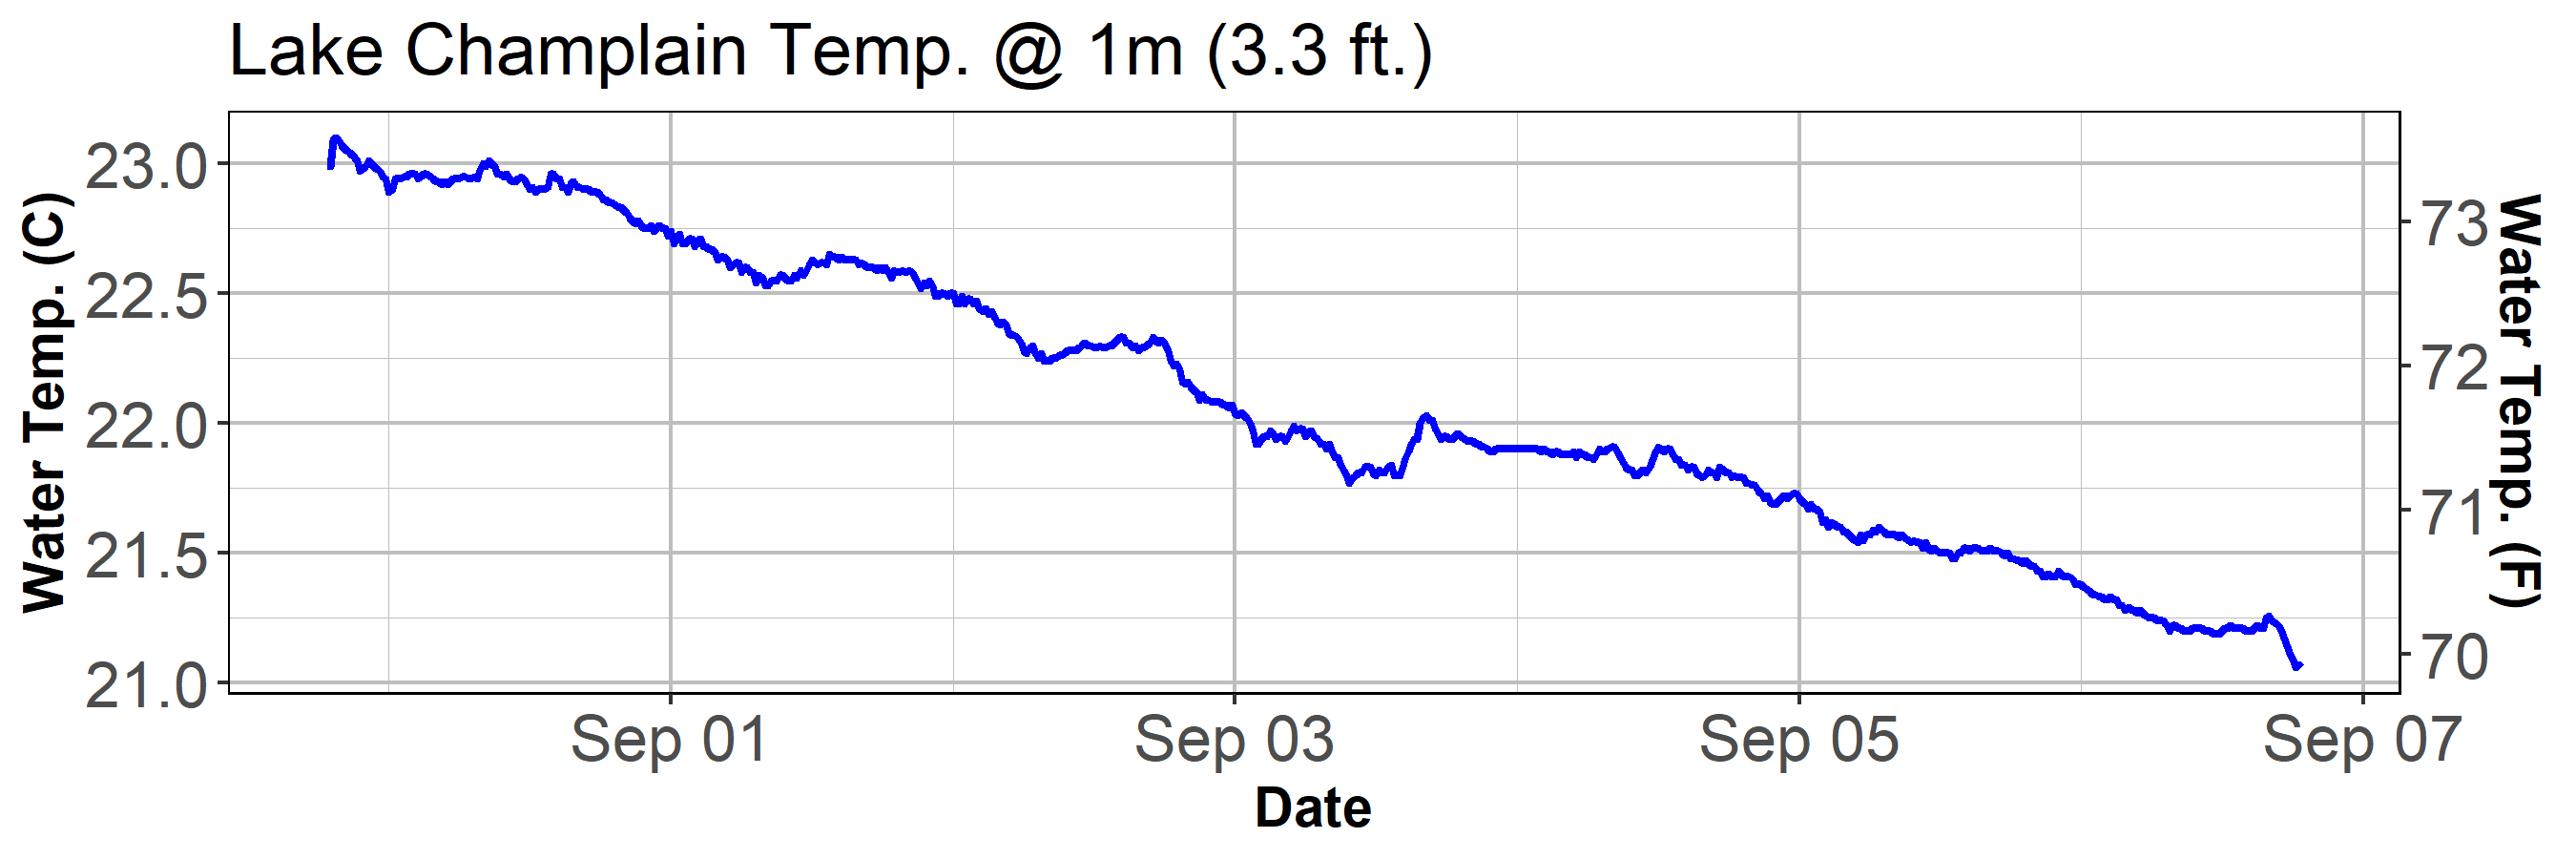 Lake Champlain Temp. @ 1m (3.3 ft.)
Water Temp. (C)
23.0
22.5
22.0
21.5
21.0
73
72
71
70
Water Temp. (F)
Sep 01
Sep 03
Sep 05
Sep 07
Date